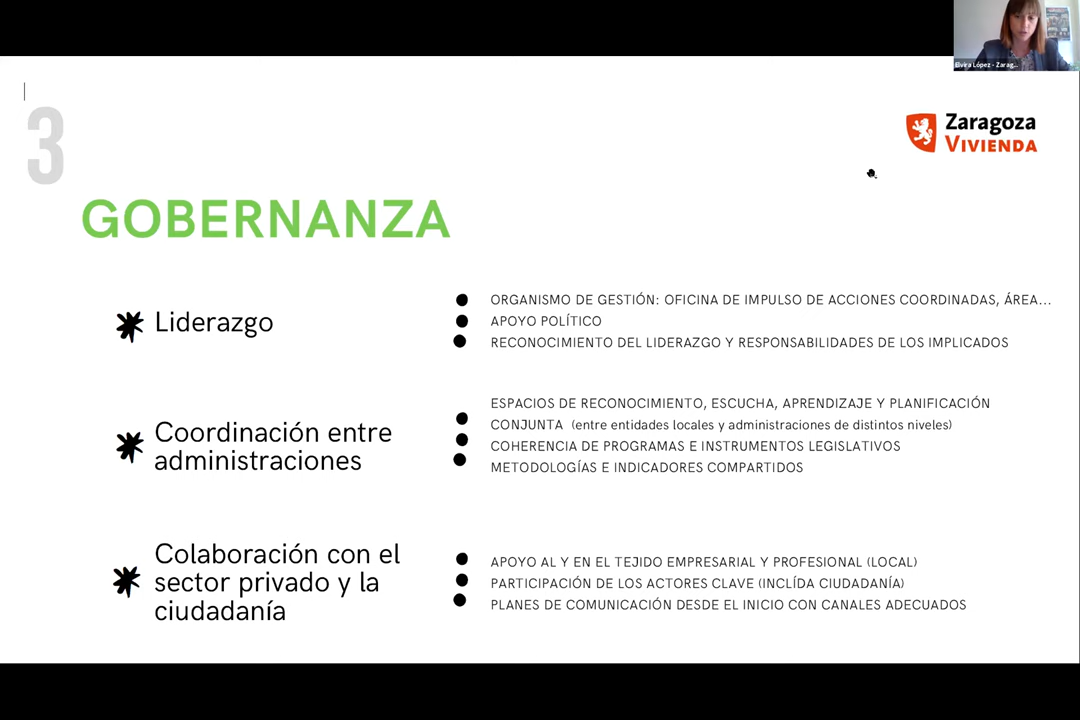 Elvira López - Zarag...
3
Zaragoza
VIVIENDA
GOBERNANZA
Liderazgo
ORGANISMO DE GESTIÓN: OFICINA DE IMPULSO DE ACCIONES COORDINADAS, ÁREA...
APOYO POLÍTICO
RECONOCIMIENTO DEL LIDERAZGO Y RESPONSABILIDADES DE LOS IMPLICADOS
Coordinación entre
administraciones
ESPACIOS DE RECONOCIMIENTO, ESCUCHA, APRENDIZAJE Y PLANIFICACIÓN
CONJUNTA (entre entidades locales y administraciones de distintos niveles)
COHERENCIA DE PROGRAMAS E INSTRUMENTOS LEGISLATIVOS
METODOLOGÍAS E INDICADORES COMPARTIDOS
Colaboración con el
sector privado y la
ciudadanía
APOYO AL Y EN EL TEJIDO EMPRESARIAL Y PROFESIONAL (LOCAL)
PARTICIPACIÓN DE LOS ACTORES CLAVE (INCLÍDA CIUDADANÍA)
PLANES DE COMUNICACIÓN DESDE EL INICIO CON CANALES ADECUADOS